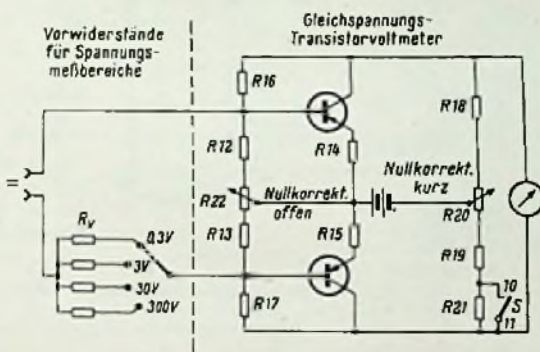 Vorwiderstände
für Spannungs-
meßbereiche
Gleichspannungs-
Transistorvoltmeter
R16
R18
R12
R14
=
R22
Nullkorrekt.
offen
Nullkorrekt.
kurz
R20
Rv
0,3V
3V
30V
300V
R13
R15
R19
R17
R21
10
S
11